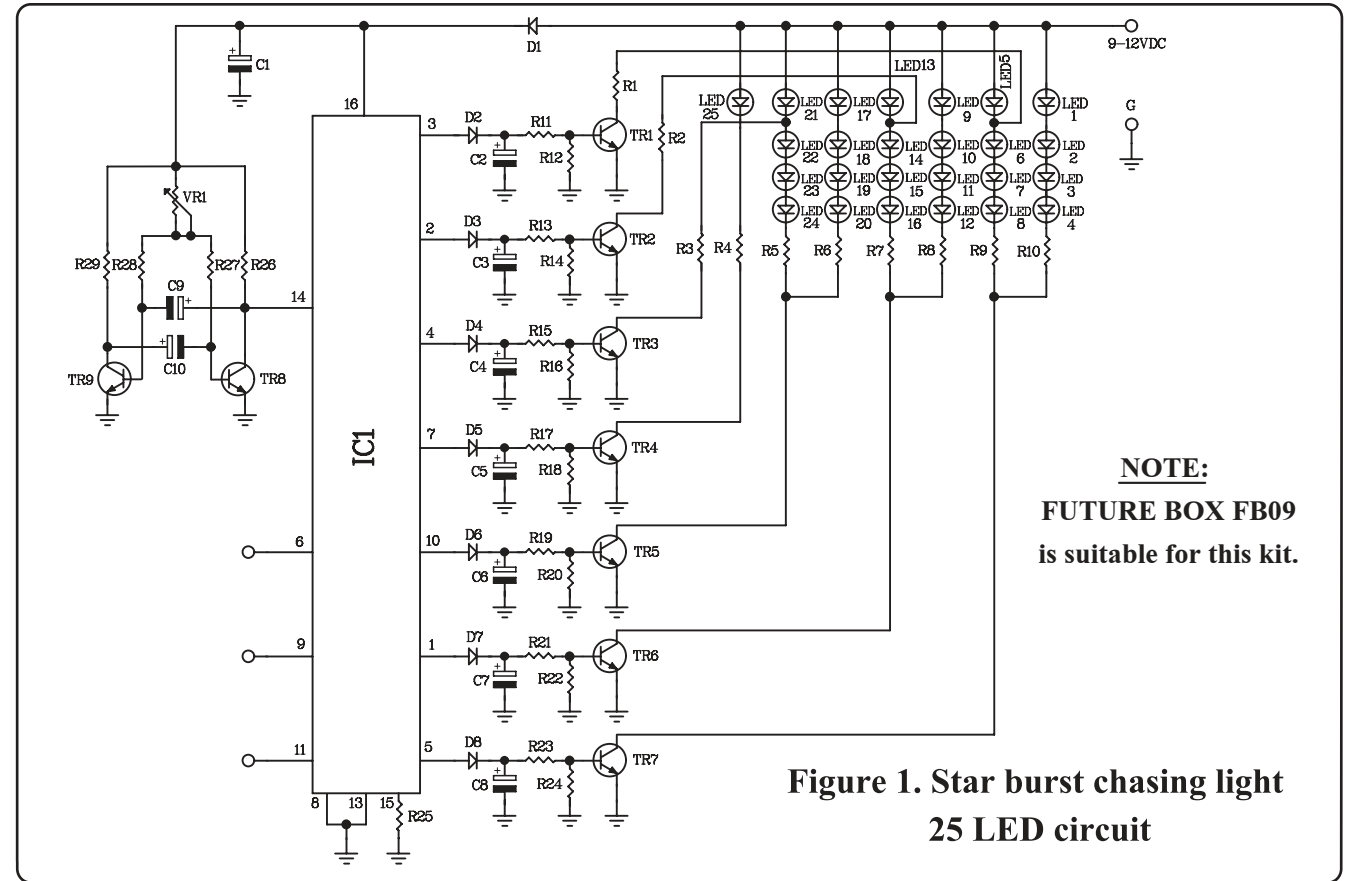 9-12VDC
G
D1
C1
16
R1
LED13
LED5
LED
25
LED
21
LED
17
LED
9
LED
1
3
D2
R11
C2
R12
TR1
R2
LED
22
LED
18
LED
14
LED
10
LED
6
LED
2
LED
23
LED
19
LED
15
LED
11
LED
7
LED
3
LED
24
LED
20
LED
16
LED
12
LED
8
LED
4
VR1
2
D3
R13
C3
R14
TR2
R3
R4
R5
R6
R7
R8
R9
R10
R29
R28
R27
R26
C9
14
C10
TR9
TR8
4
D4
R15
C4
R16
TR3
IC1
7
D5
R17
C5
R18
TR4
6
10
D6
R19
C6
R20
TR5
9
1
D7
R21
C7
R22
TR6
11
5
D8
R23
C8
R24
TR7
8
13
15
R25
NOTE:
FUTURE BOX FB09
is suitable for this kit.
Figure 1. Star burst chasing light
25 LED circuit